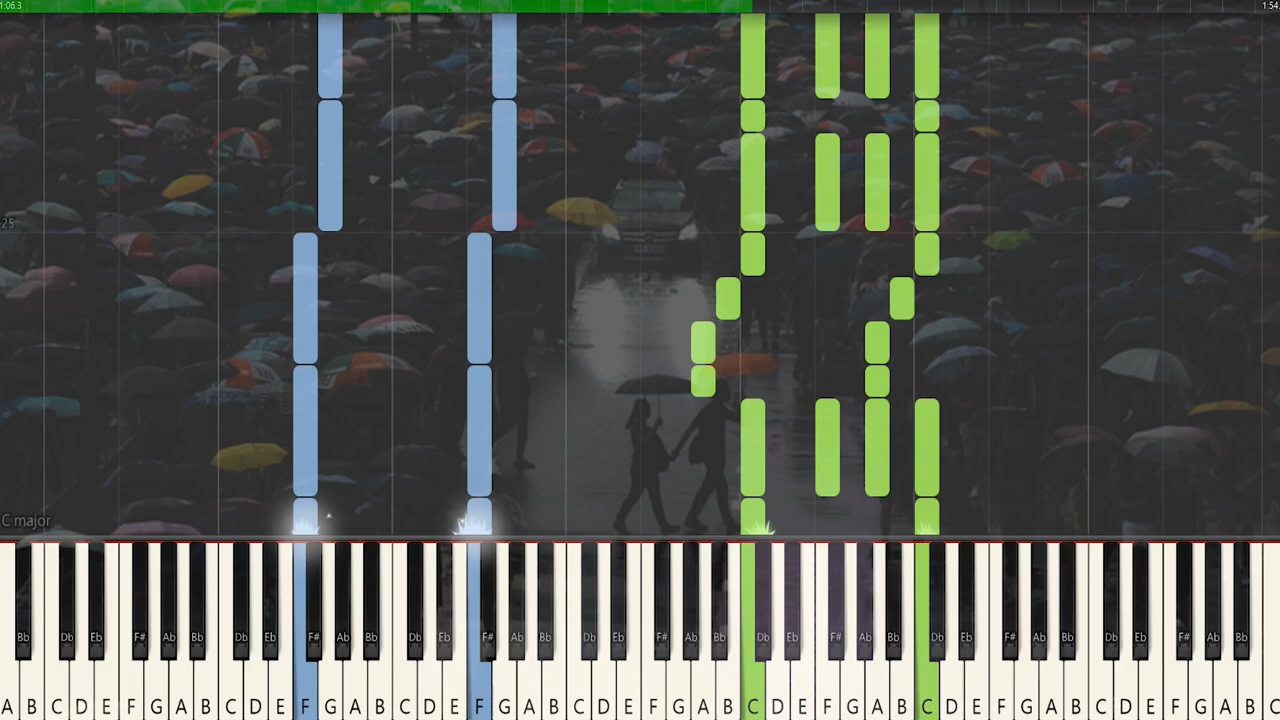 1:06.3 1:54.
25
C major
Bb Db Eb F# Ab Bb Db Eb F# Ab Bb Db Eb F# Ab Bb Db Eb F# Ab Bb Db Eb F# Ab Bb Db Eb F# Ab Bb Db Eb F# Ab Bb
A B C D E F G A B C D E F G A B C D E F G A B C D E F G A B C D E F G A B C D E F G A B C D E F G A B C